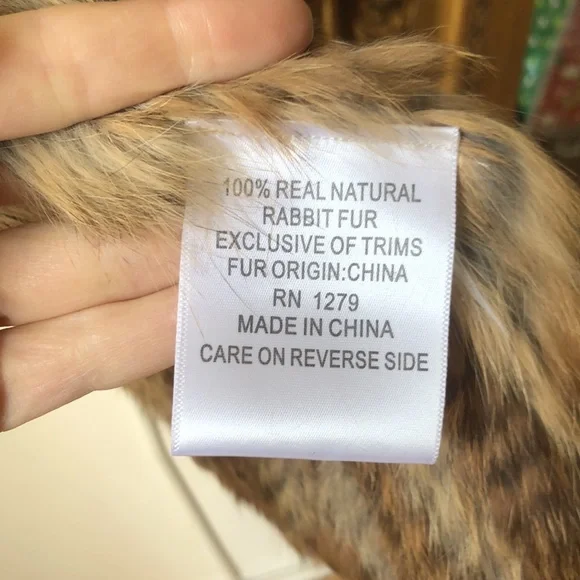 100% REAL NATURAL
RABBIT FUR
EXCLUSIVE OF TRIMS
FUR ORIGIN:CHINA
RN 1279
MADE IN CHINA
CARE ON REVERSE SIDE